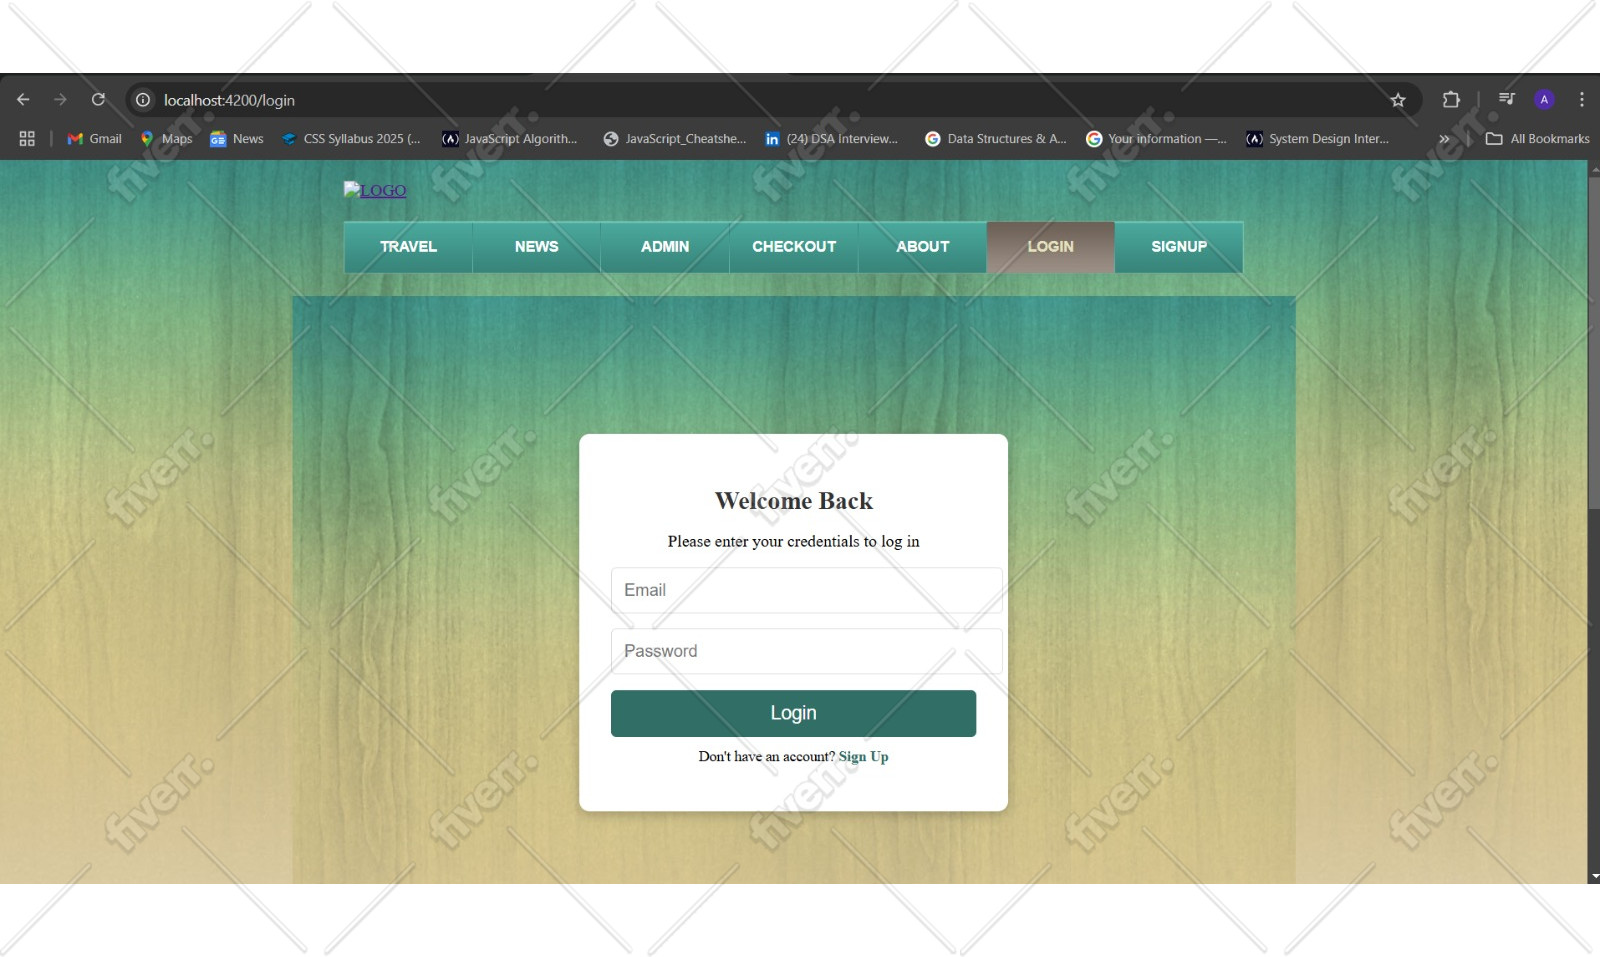 localhost:4200/login
Gmail Maps News CSS Syllabus 2025 (... JavaScript Algorith... JavaScript_Cheatshe... (24) DSA Interview... Data Structures & A... Your information —... System Design Inter... » All Bookmarks
LOGO
TRAVEL NEWS ADMIN CHECKOUT ABOUT LOGIN SIGNUP
Welcome Back
Please enter your credentials to log in
Email
Password
Login
Don't have an account? Sign Up
fiverr. fiverr. fiverr. fiverr. fiverr.
fiverr. fiverr. fiverr. fiverr. fiverr.
fiverr. fiverr. fiverr. fiverr. fiverr.